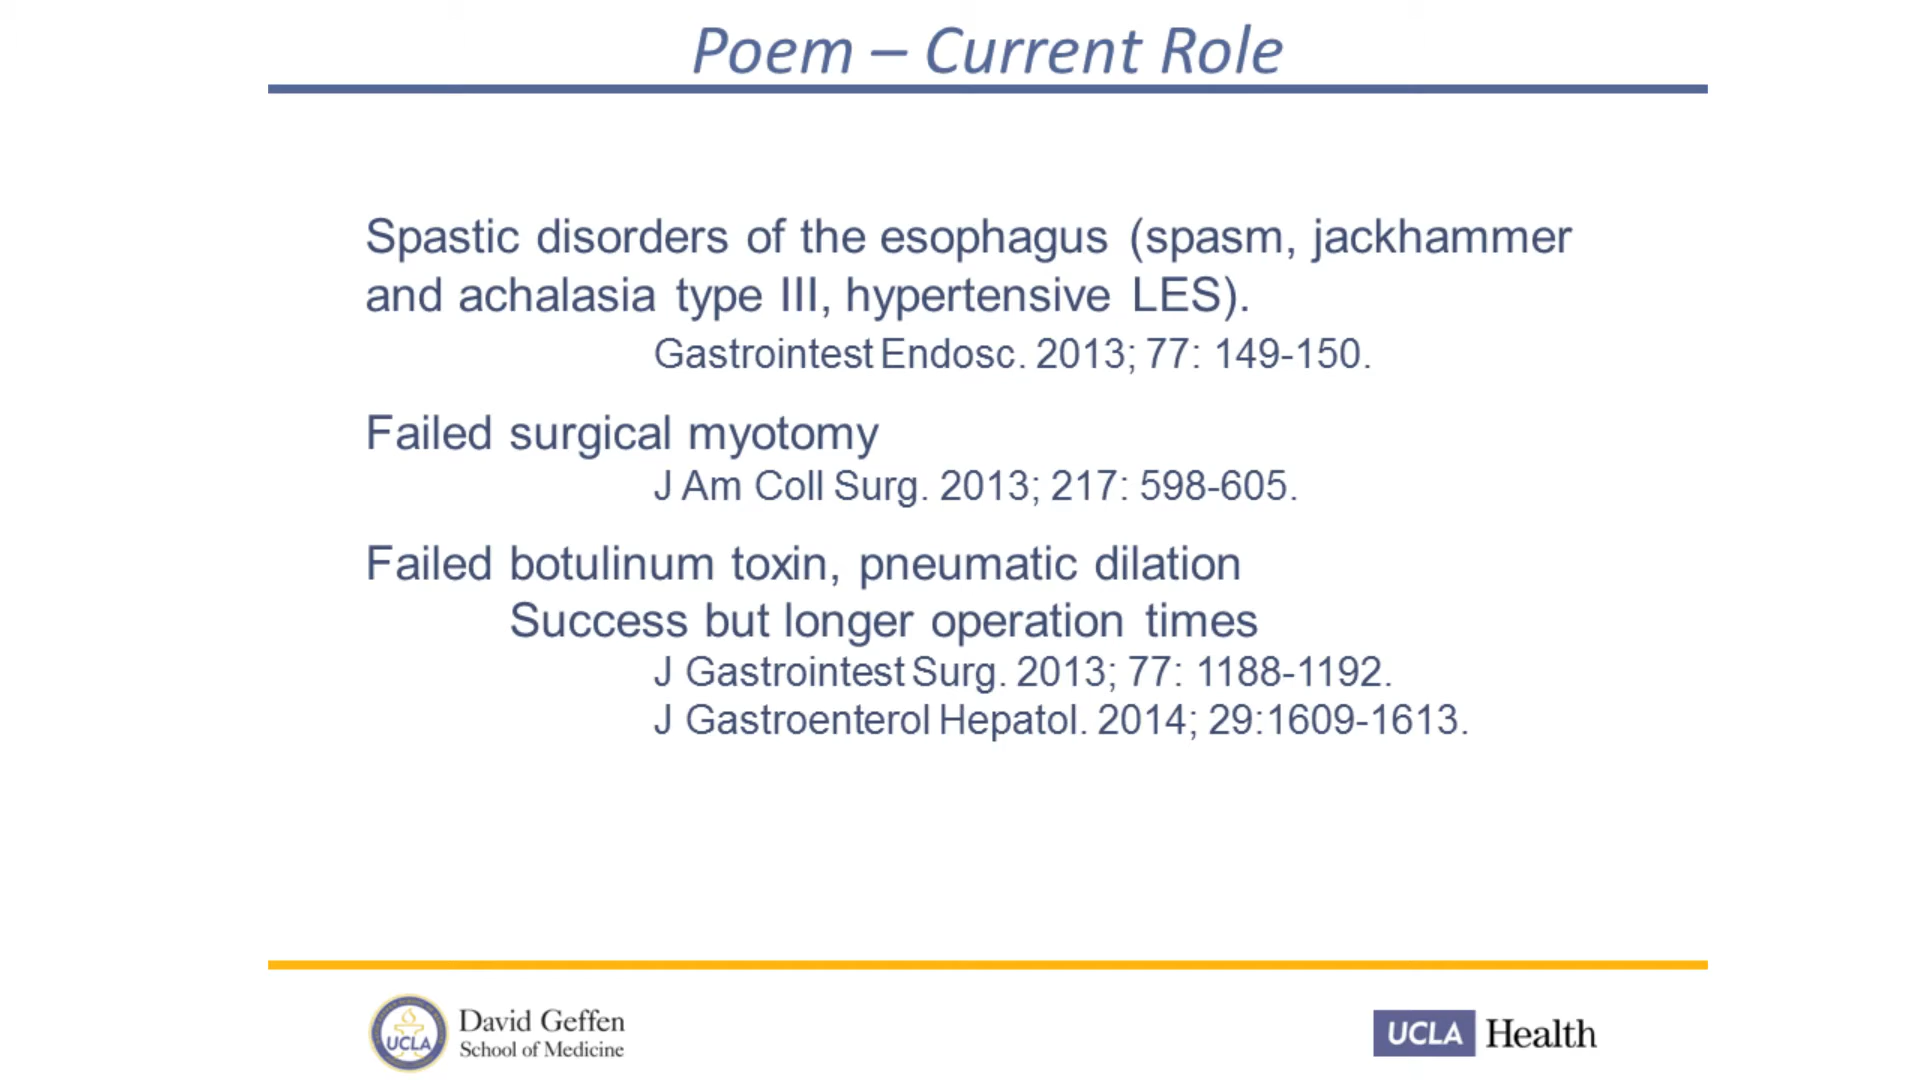 Poem – Current Role
Spastic disorders of the esophagus (spasm, jackhammer
and achalasia type III, hypertensive LES).
Gastrointest Endosc. 2013; 77: 149-150.
Failed surgical myotomy
J Am Coll Surg. 2013; 217: 598-605.
Failed botulinum toxin, pneumatic dilation
Success but longer operation times
J Gastrointest Surg. 2013; 77: 1188-1192.
J Gastroenterol Hepatol. 2014; 29:1609-1613.
UCLA
David Geffen
School of Medicine
UCLA Health